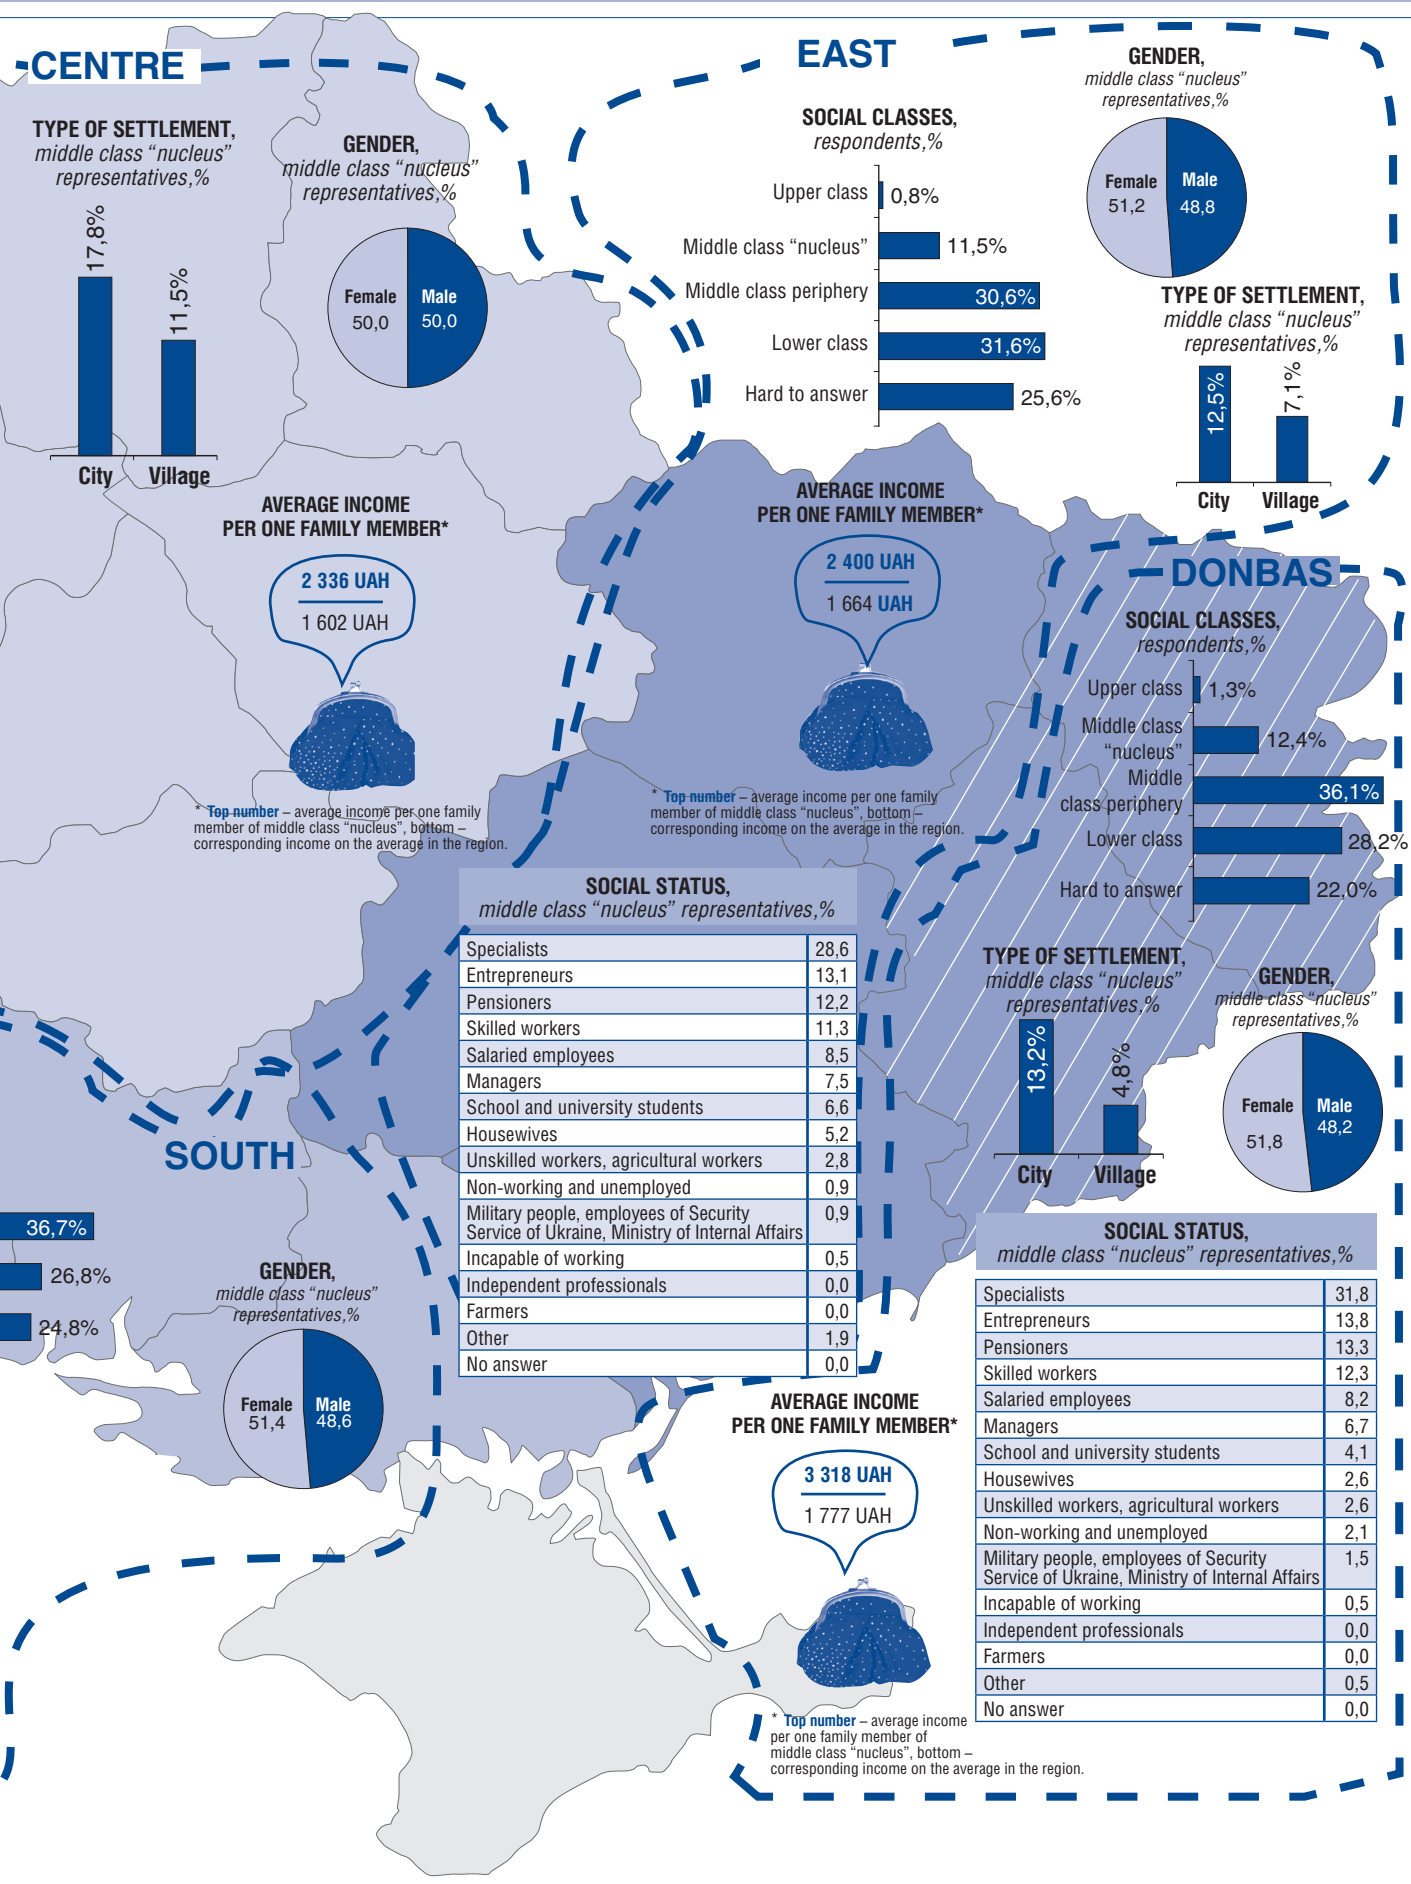 CENTRE
TYPE OF SETTLEMENT,
middle class “nucleus”
representatives,%
17,8%
11,5%
City
Village
GENDER,
middle class “nucleus”
representatives,%
Female
50,0
Male
50,0
AVERAGE INCOME
PER ONE FAMILY MEMBER*
2 336 UAH
1 602 UAH
* Top number – average income per one family
member of middle class “nucleus”, bottom –
corresponding income on the average in the region.
EAST
SOCIAL CLASSES,
respondents,%
Upper class 0,8%
Middle class “nucleus” 11,5%
Middle class periphery 30,6%
Lower class 31,6%
Hard to answer 25,6%
GENDER,
middle class “nucleus”
representatives,%
Female
51,2
Male
48,8
TYPE OF SETTLEMENT,
middle class “nucleus”
representatives,%
12,5%
7,1%
City
Village
AVERAGE INCOME
PER ONE FAMILY MEMBER*
2 400 UAH
1 664 UAH
* Top number – average income per one family
member of middle class “nucleus”, bottom –
corresponding income on the average in the region.
SOCIAL STATUS,
middle class “nucleus” representatives,%
Specialists 28,6
Entrepreneurs 13,1
Pensioners 12,2
Skilled workers 11,3
Salaried employees 8,5
Managers 7,5
School and university students 6,6
Housewives 5,2
Unskilled workers, agricultural workers 2,8
Non-working and unemployed 0,9
Military people, employees of Security 0,9
Service of Ukraine, Ministry of Internal Affairs
Incapable of working 0,5
Independent professionals 0,0
Farmers 0,0
Other 1,9
No answer 0,0
DONBAS
SOCIAL CLASSES,
respondents,%
Upper class 1,3%
Middle class
“nucleus” 12,4%
Middle
class periphery 36,1%
Lower class 28,2%
Hard to answer 22,0%
TYPE OF SETTLEMENT,
middle class “nucleus”
representatives,%
13,2%
4,8%
City
Village
GENDER,
middle class “nucleus”
representatives,%
Female
51,8
Male
48,2
SOCIAL STATUS,
middle class “nucleus” representatives,%
Specialists 31,8
Entrepreneurs 13,8
Pensioners 13,3
Skilled workers 12,3
Salaried employees 8,2
Managers 6,7
School and university students 4,1
Housewives 2,6
Unskilled workers, agricultural workers 2,6
Non-working and unemployed 2,1
Military people, employees of Security 1,5
Service of Ukraine, Ministry of Internal Affairs
Incapable of working 0,5
Independent professionals 0,0
Farmers 0,0
Other 0,5
No answer 0,0
AVERAGE INCOME
PER ONE FAMILY MEMBER*
3 318 UAH
1 777 UAH
* Top number – average income
per one family member of
middle class “nucleus”, bottom –
corresponding income on the average in the region.
SOUTH
36,7%
26,8%
24,8%
GENDER,
middle class “nucleus”
representatives,%
Female
51,4
Male
48,6